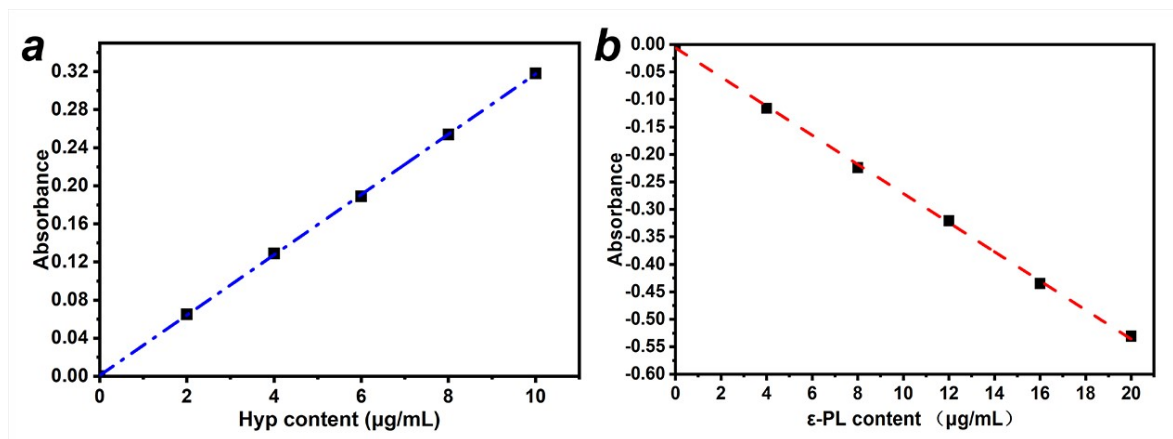 a
Absorbance
0.32
0.28
0.24
0.20
0.16
0.12
0.08
0.04
0.00
0 2 4 6 8 10
Hyp content (μg/mL)
b
Absorbance
0.00
-0.05
-0.10
-0.15
-0.20
-0.25
-0.30
-0.35
-0.40
-0.45
-0.50
-0.55
-0.60
0 2 4 6 8 10 12 14 16 18 20
ε-PL content （μg/mL）